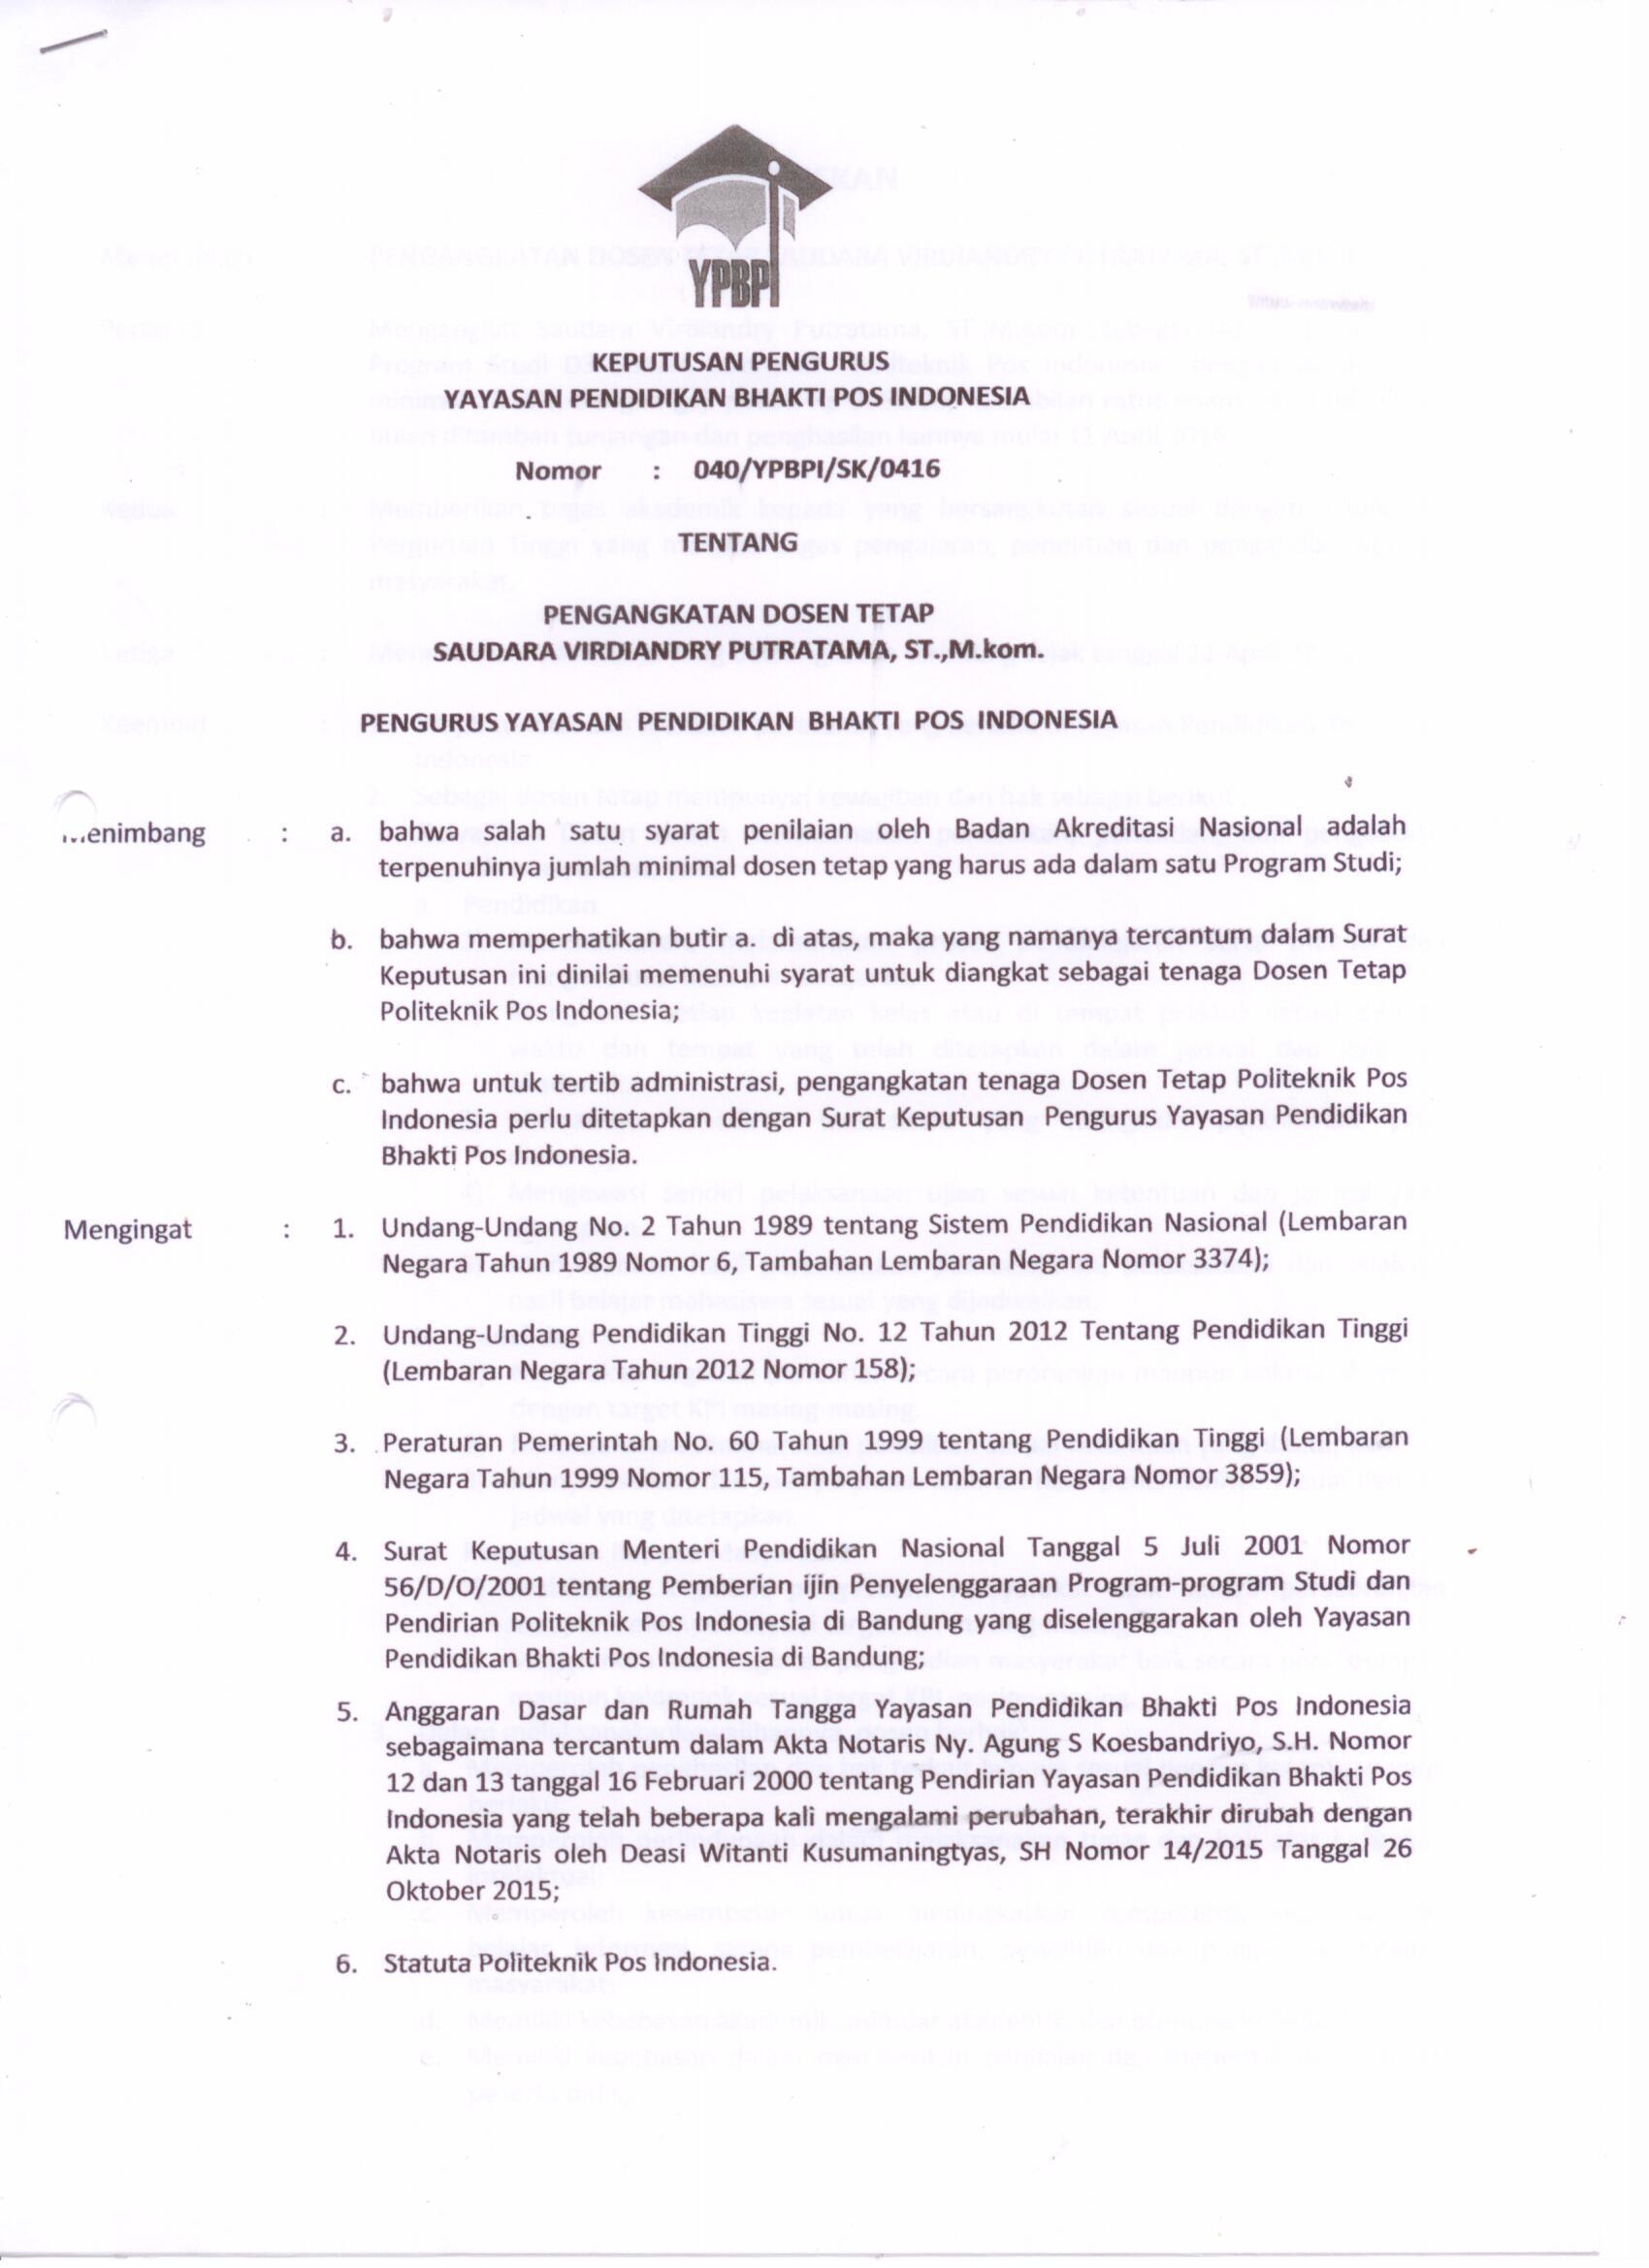 YPBPI
KEPUTUSAN PENGURUS
YAYASAN PENDIDIKAN BHAKTI POS INDONESIA
Nomor : 040/YPBPI/SK/0416
TENTANG
PENGANGKATAN DOSEN TETAP
SAUDARA VIRDIANDRY PUTRATAMA, ST.,M.kom.
PENGURUS YAYASAN PENDIDIKAN BHAKTI POS INDONESIA
Menimbang : a. bahwa salah satu syarat penilaian oleh Badan Akreditasi Nasional adalah
terpenuhinya jumlah minimal dosen tetap yang harus ada dalam satu Program Studi;
b. bahwa memperhatikan butir a. di atas, maka yang namanya tercantum dalam Surat
Keputusan ini dinilai memenuhi syarat untuk diangkat sebagai tenaga Dosen Tetap
Politeknik Pos Indonesia;
c. bahwa untuk tertib administrasi, pengangkatan tenaga Dosen Tetap Politeknik Pos
Indonesia perlu ditetapkan dengan Surat Keputusan Pengurus Yayasan Pendidikan
Bhakti Pos Indonesia.
Mengingat : 1. Undang-Undang No. 2 Tahun 1989 tentang Sistem Pendidikan Nasional (Lembaran
Negara Tahun 1989 Nomor 6, Tambahan Lembaran Negara Nomor 3374);
2. Undang-Undang Pendidikan Tinggi No. 12 Tahun 2012 Tentang Pendidikan Tinggi
(Lembaran Negara Tahun 2012 Nomor 158);
3. Peraturan Pemerintah No. 60 Tahun 1999 tentang Pendidikan Tinggi (Lembaran
Negara Tahun 1999 Nomor 115, Tambahan Lembaran Negara Nomor 3859);
4. Surat Keputusan Menteri Pendidikan Nasional Tanggal 5 Juli 2001 Nomor
56/D/O/2001 tentang Pemberian ijin Penyelenggaraan Program-program Studi dan
Pendirian Politeknik Pos Indonesia di Bandung yang diselenggarakan oleh Yayasan
Pendidikan Bhakti Pos Indonesia di Bandung;
5. Anggaran Dasar dan Rumah Tangga Yayasan Pendidikan Bhakti Pos Indonesia
sebagaimana tercantum dalam Akta Notaris Ny. Agung S Koesbandriyo, S.H. Nomor
12 dan 13 tanggal 16 Februari 2000 tentang Pendirian Yayasan Pendidikan Bhakti Pos
Indonesia yang telah beberapa kali mengalami perubahan, terakhir dirubah dengan
Akta Notaris oleh Deasi Witanti Kusumaningtyas, SH Nomor 14/2015 Tanggal 26
Oktober 2015;
6. Statuta Politeknik Pos Indonesia.